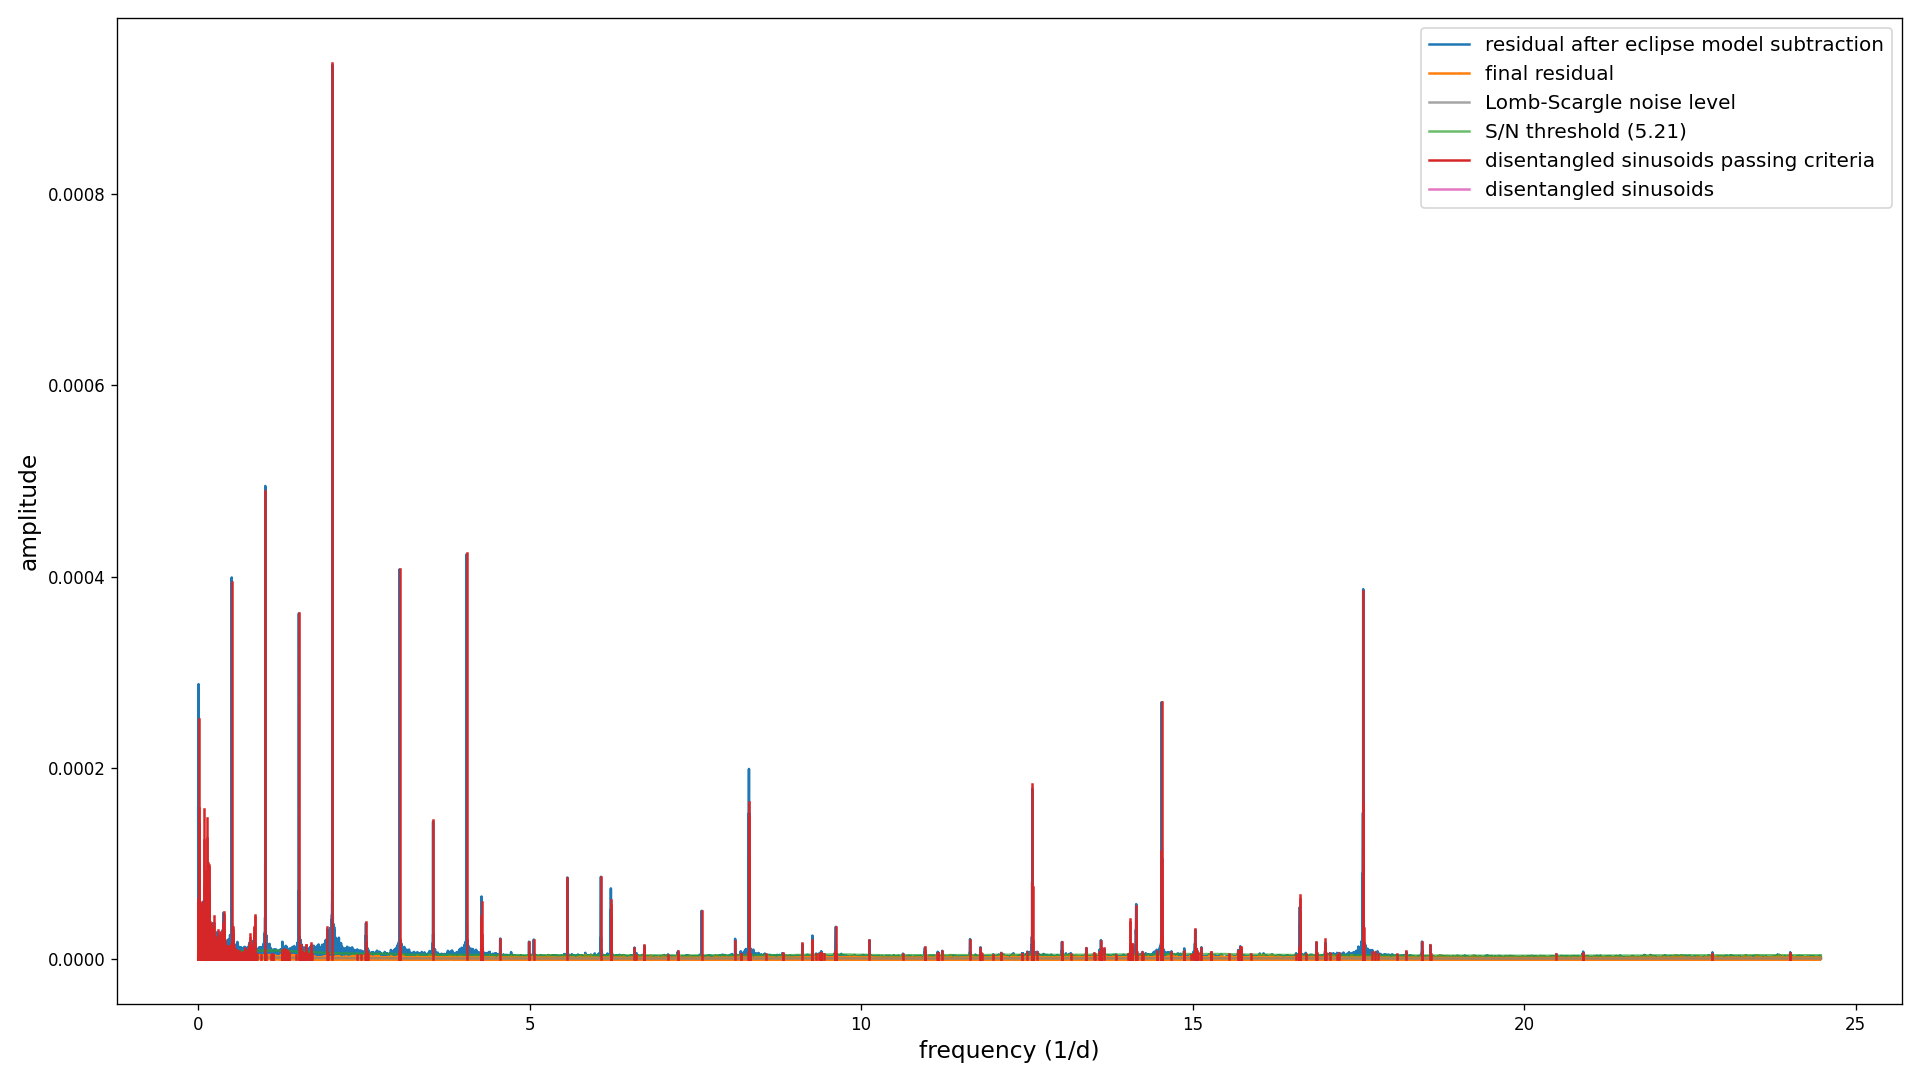 residual after eclipse model subtraction
final residual
Lomb-Scargle noise level
S/N threshold (5.21)
disentangled sinusoids passing criteria
disentangled sinusoids
amplitude
0.0008
0.0006
0.0004
0.0002
0.0000
0 5 10 15 20 25
frequency (1/d)